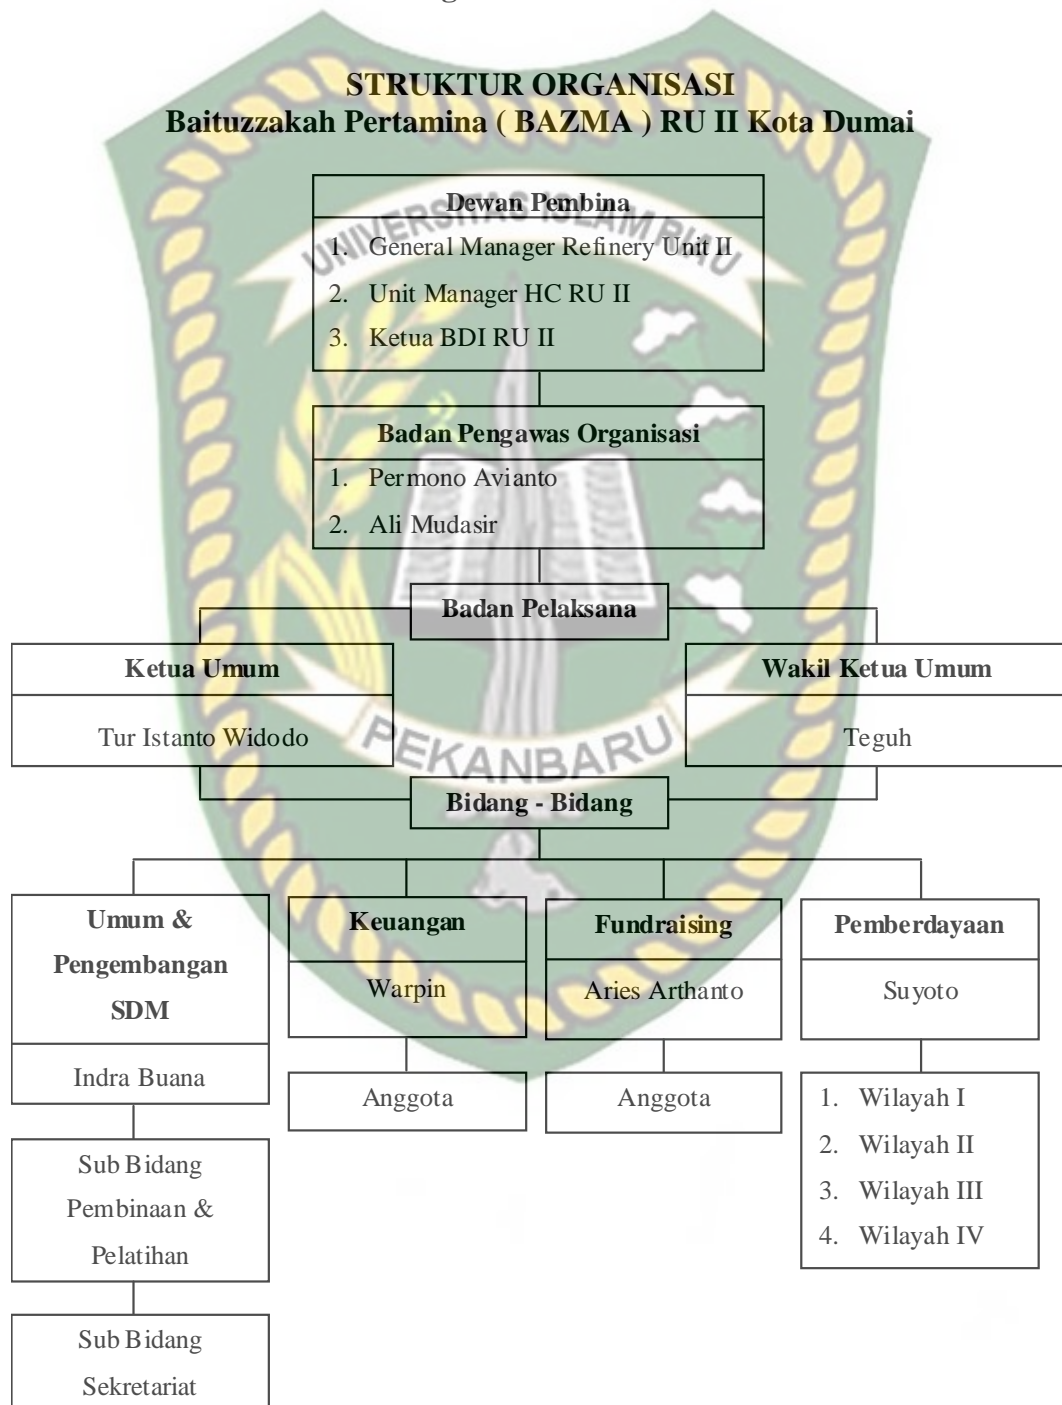 g
STRUKTUR ORGANISASI
Baituzzakah Pertamina ( BAZMA ) RU II Kota Dumai
Dewan Pembina
UNIVERSITAS ISLAM RIAU
1. General Manager Refinery Unit II
2. Unit Manager HC RU II
3. Ketua BDI RU II
Badan Pengawas Organisasi
1. Permono Avianto
2. Ali Mudasir
Badan Pelaksana
Ketua Umum
Tur Istanto Widodo
Wakil Ketua Umum
Teguh
PEKANBARU
Bidang - Bidang
Umum &
Pengembangan
SDM
Indra Buana
Sub Bidang
Pembinaan &
Pelatihan
Sub Bidang
Sekretariat
Keuangan
Warpin
Anggota
Fundraising
Aries Arthanto
Anggota
Pemberdayaan
Suyoto
1. Wilayah I
2. Wilayah II
3. Wilayah III
4. Wilayah IV